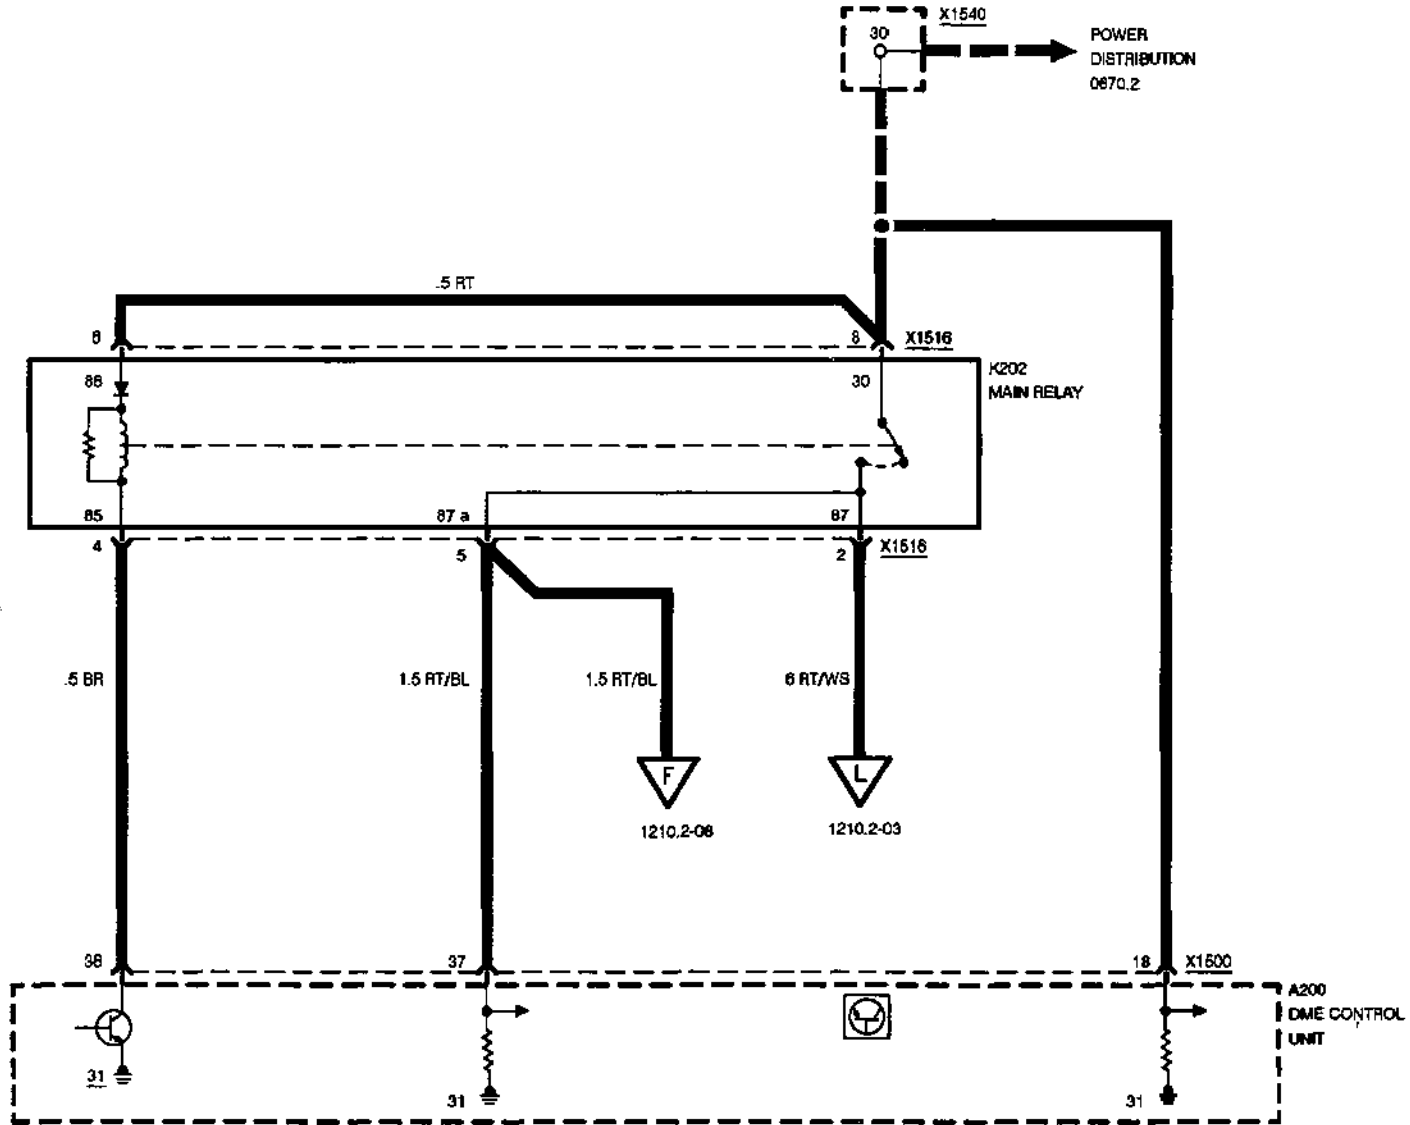 X1540
30
POWER
DISTRIBUTION
0670.2
.5 RT
6
8
X1516
86
30
K202
MAIN RELAY
85
87 a
87
4
5
2
X1516
.5 BR
1.5 RT/BL
1.5 RT/BL
6 RT/WS
F
L
1210.2-08
1210.2-03
38
37
18
X1500
A200
DME CONTROL
UNIT
31
31
31